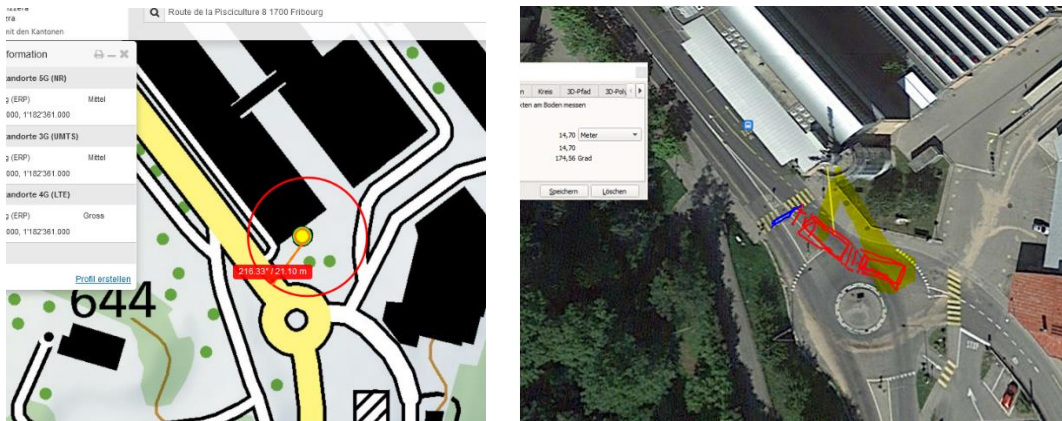 Route de la Pisciculture 8 1700 Fribourg
zera
mit den Kantonen
formation
andorte 5G (NR)
g (ERP) Mittel
000, 1'182'361.000
andorte 3G (UMTS)
g (ERP) Mittel
000, 1'182'361.000
andorte 4G (LTE)
g (ERP) Gross
000, 1'182'361.000
Profil erstellen
216.33° / 21.10 m
644
n Kreis 3D-Pfad 3D-Poly
kten am Boden messen
14,70 Meter
14,70
174,56 Grad
Speichern Löschen
STOP